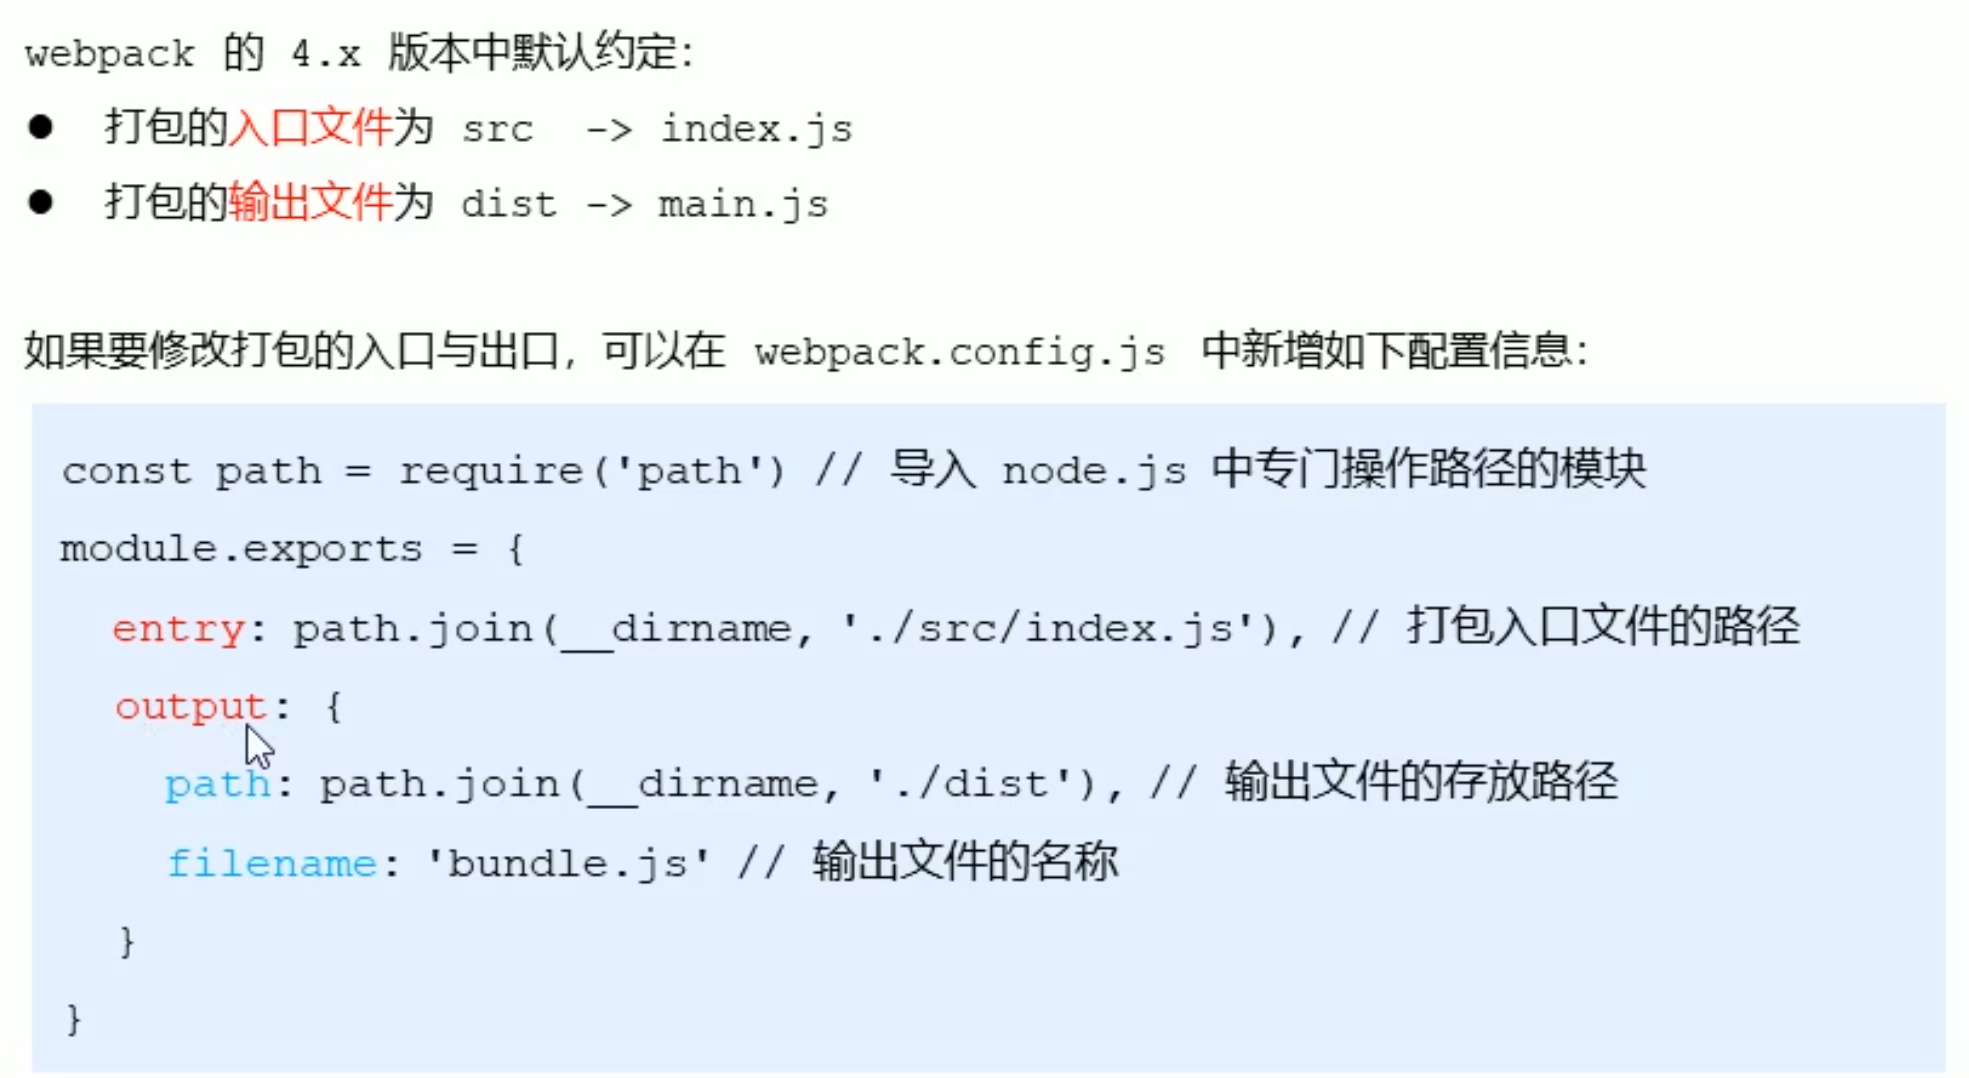 webpack 的 4.x 版本中默认约定：
● 打包的入口文件为 src -> index.js
● 打包的输出文件为 dist -> main.js
如果要修改打包的入口与出口，可以在 webpack.config.js 中新增如下配置信息：
const path = require('path') // 导入 node.js 中专门操作路径的模块
module.exports = {
entry: path.join(__dirname, './src/index.js'), // 打包入口文件的路径
output: {
path: path.join(__dirname, './dist'), // 输出文件的存放路径
filename: 'bundle.js' // 输出文件的名称
}
}